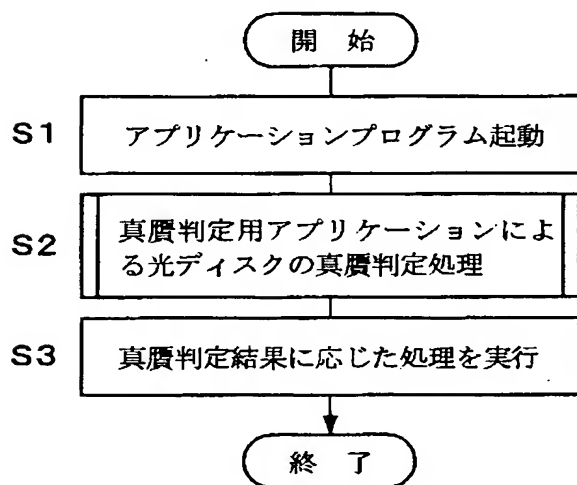 開 始
S1 アプリケーションプログラム起動
S2 真贋判定用アプリケーションによ
る光ディスクの真贋判定処理
S3 真贋判定結果に応じた処理を実行
終 了